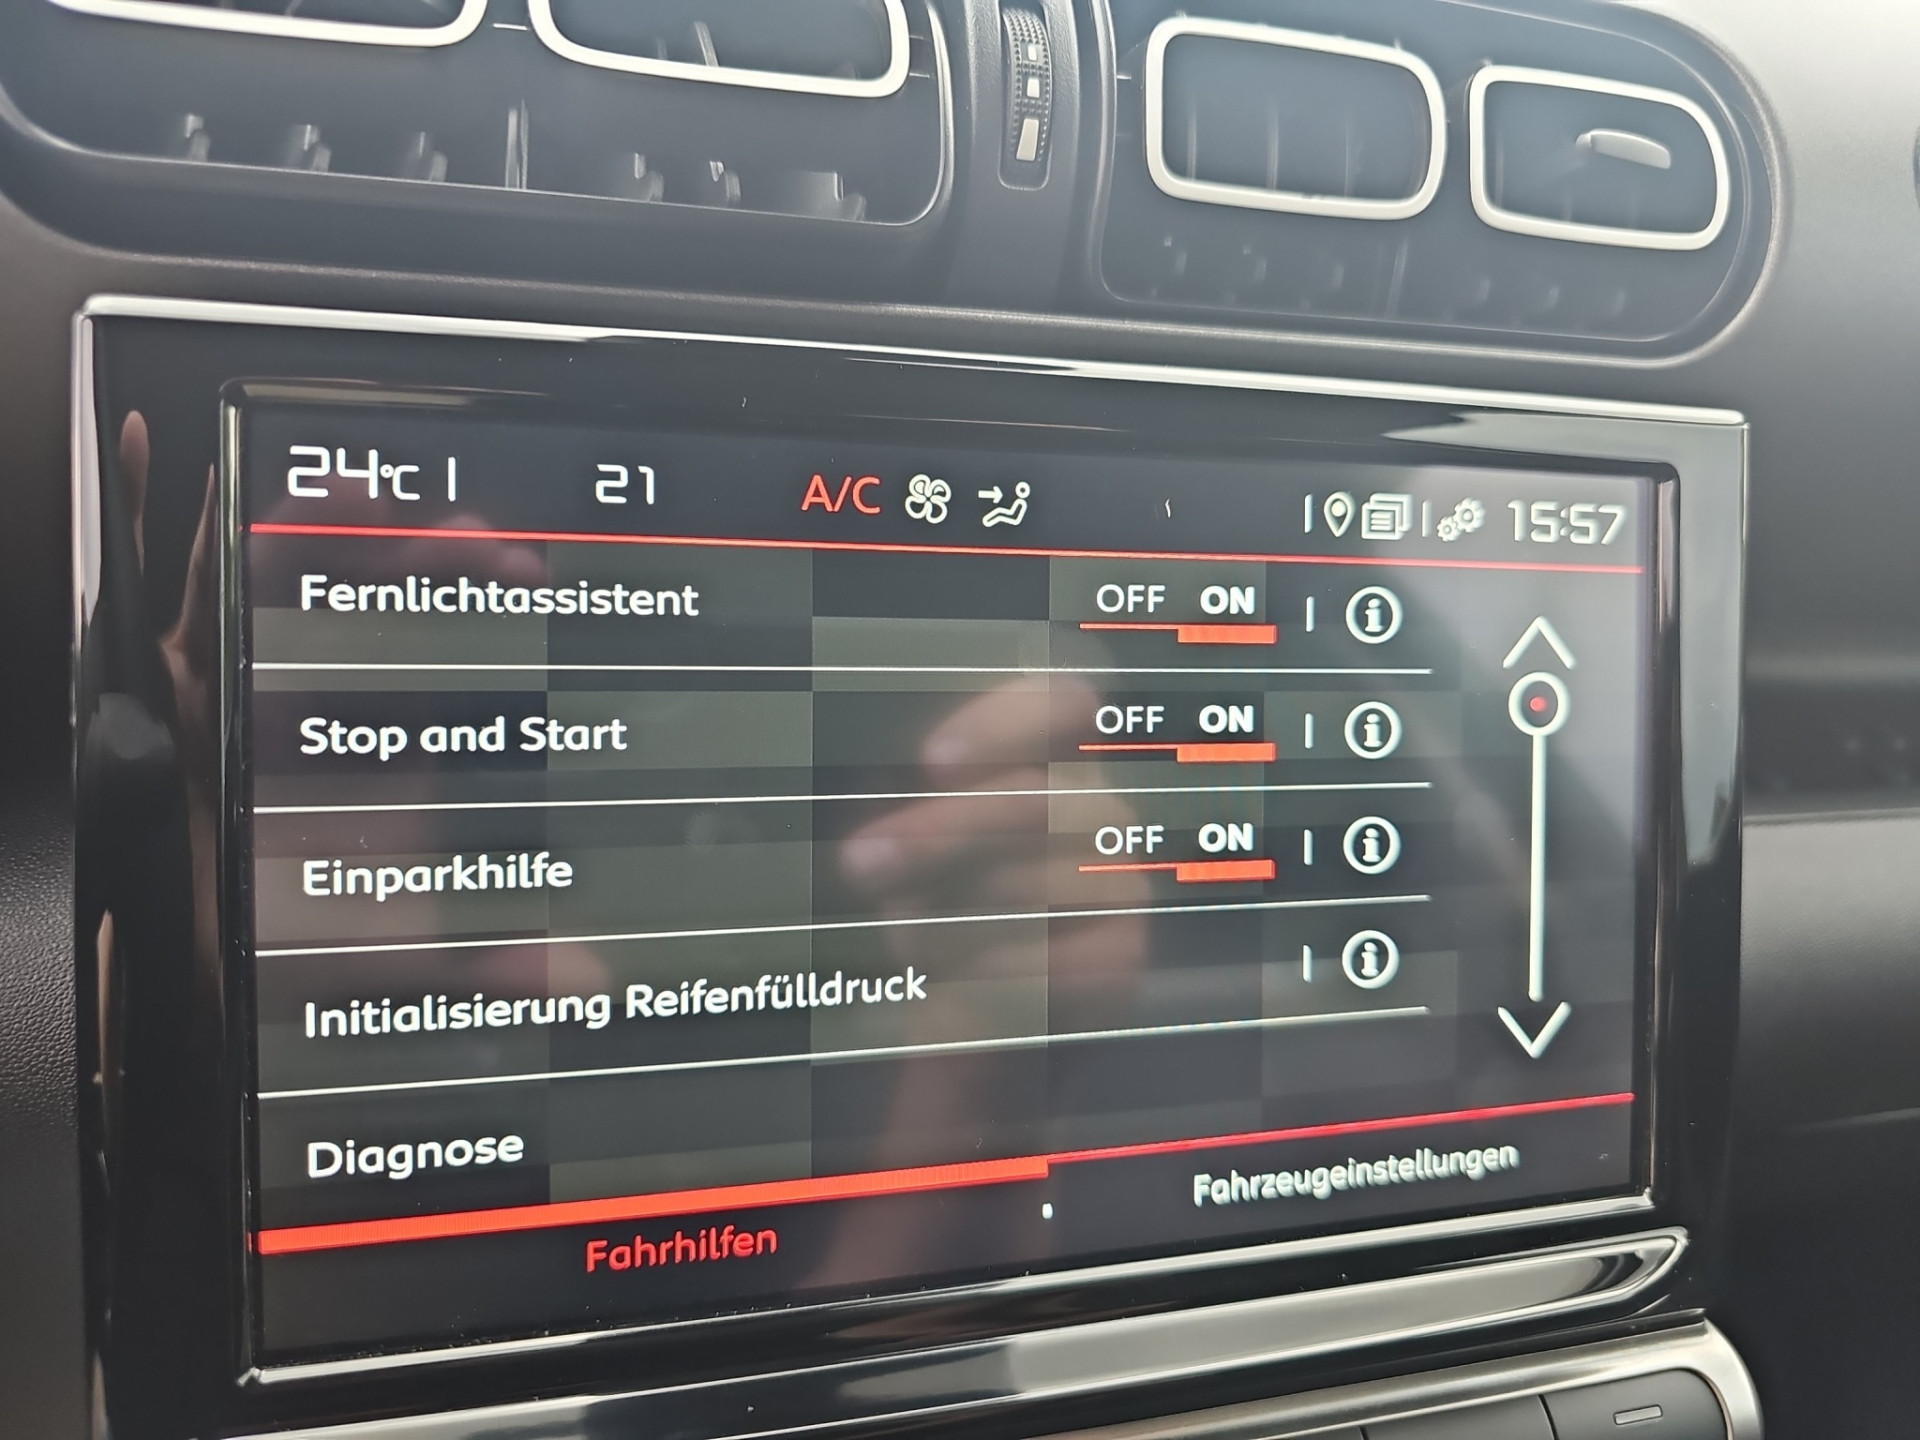 24°C 21 A/C 15:57
Fernlichtassistent OFF ON
Stop and Start OFF ON
Einparkhilfe OFF ON
Initialisierung Reifenfülldruck
Diagnose
Fahrhilfen Fahrzeugeinstellungen